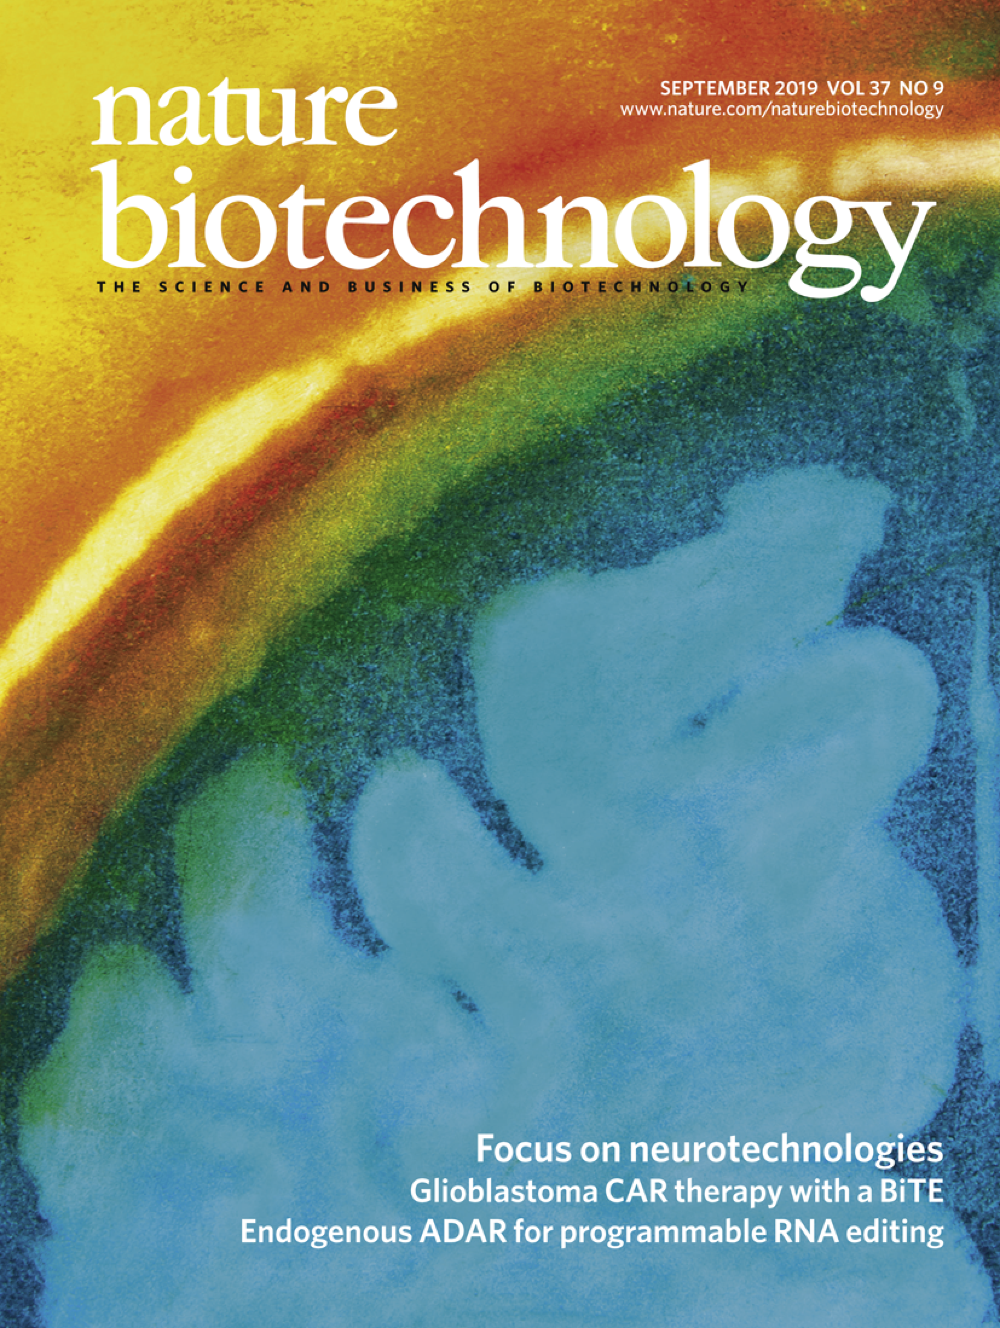 nature
biotechnology
THE SCIENCE AND BUSINESS OF BIOTECHNOLOGY
SEPTEMBER 2019 VOL 37 NO 9
www.nature.com/naturebiotechnology
Focus on neurotechnologies
Glioblastoma CAR therapy with a BiTE
Endogenous ADAR for programmable RNA editing